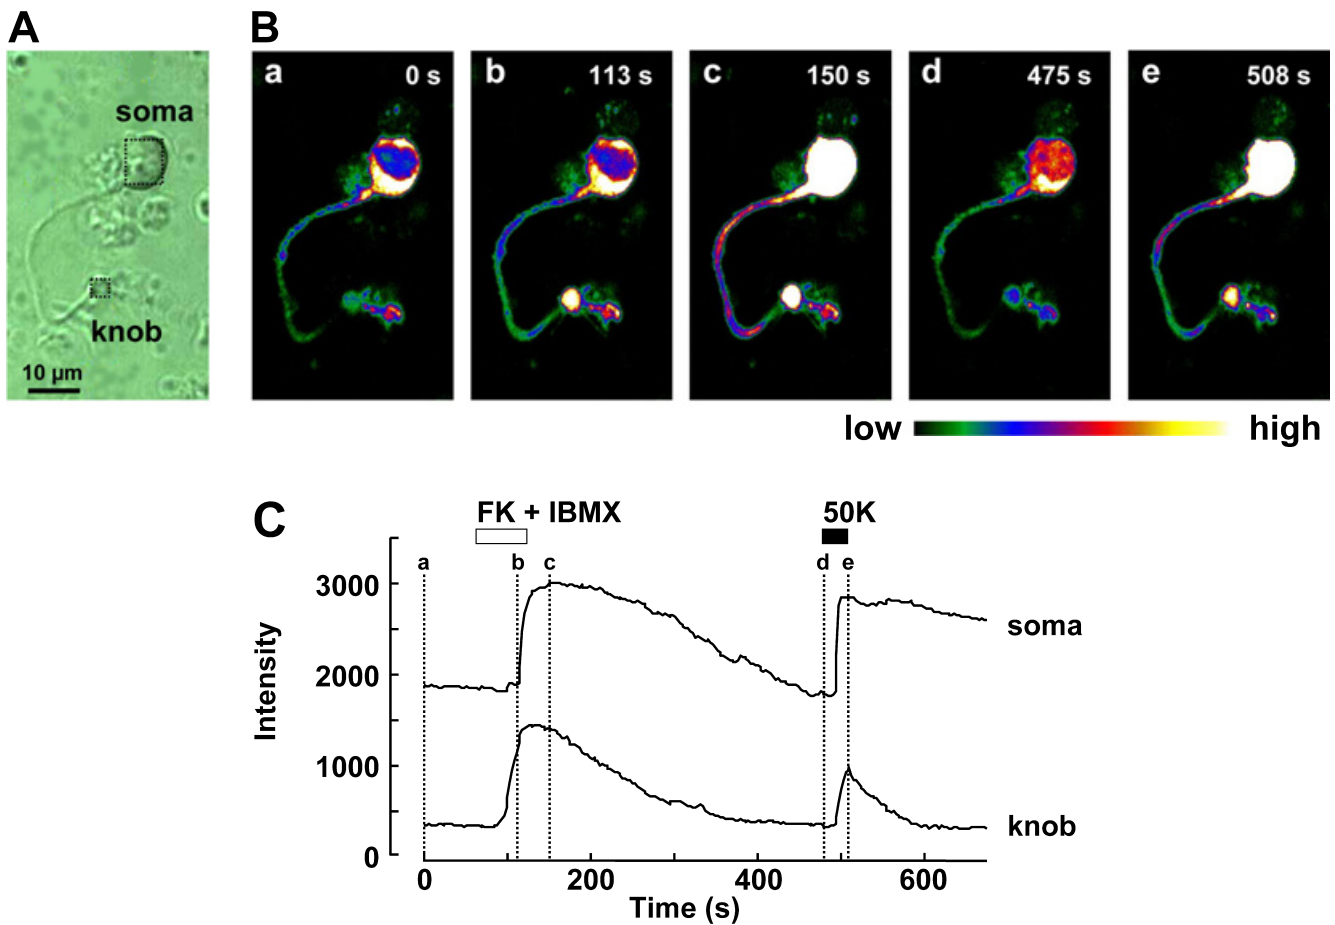 A
soma
knob
10 µm
B
a 0 s
b 113 s
c 150 s
d 475 s
e 508 s
low high
C
FK + IBMX 50K
a b c d e
3000
2000
1000
0
Intensity
soma
knob
0 200 400 600
Time (s)